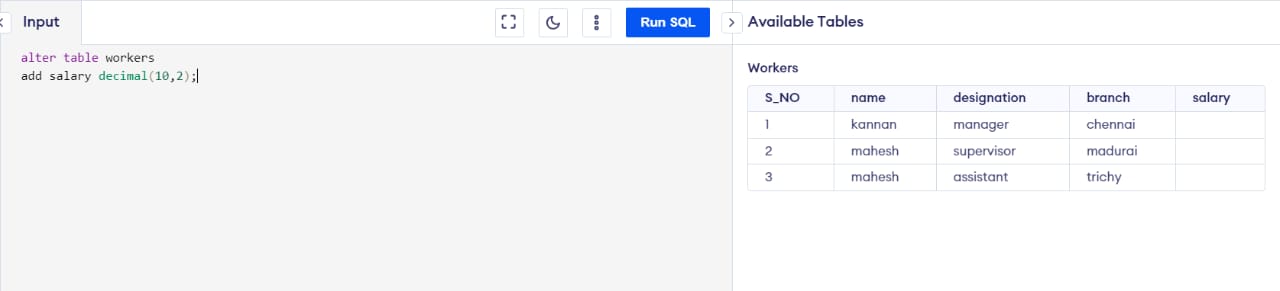 Input
Run SQL
alter table workers
add salary decimal(10,2);
Available Tables
Workers
S_NO name designation branch salary
1 kannan manager chennai
2 mahesh supervisor madurai
3 mahesh assistant trichy